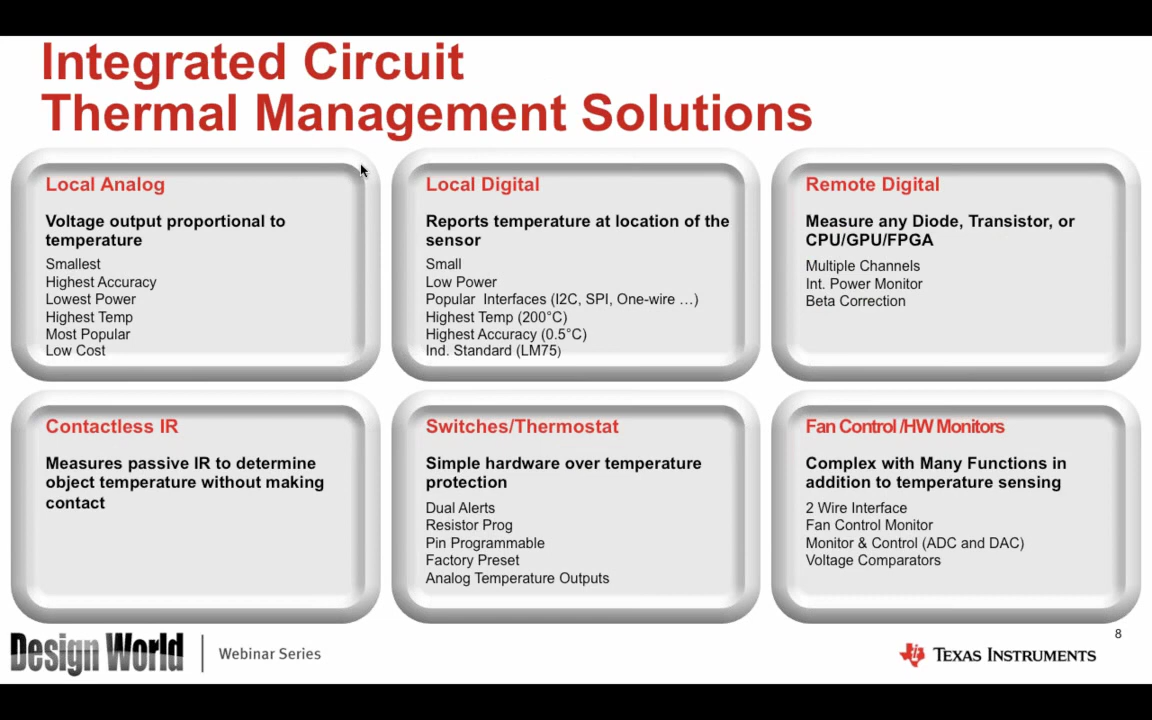 Integrated Circuit
Thermal Management Solutions
Local Analog
Voltage output proportional to
temperature
Smallest
Highest Accuracy
Lowest Power
Highest Temp
Most Popular
Low Cost
Local Digital
Reports temperature at location of the
sensor
Small
Low Power
Popular  Interfaces (I2C, SPI, One-wire …)
Highest Temp (200°C)
Highest Accuracy (0.5°C)
Ind. Standard (LM75)
Remote Digital
Measure any Diode, Transistor, or
CPU/GPU/FPGA
Multiple Channels
Int. Power Monitor
Beta Correction
Contactless IR
Measures passive IR to determine
object temperature without making
contact
Switches/Thermostat
Simple hardware over temperature
protection
Dual Alerts
Resistor Prog
Pin Programmable
Factory Preset
Analog Temperature Outputs
Fan Control /HW Monitors
Complex with Many Functions in
addition to temperature sensing
2 Wire Interface
Fan Control Monitor
Monitor & Control (ADC and DAC)
Voltage Comparators
8
Design World
Webinar Series
TEXAS INSTRUMENTS